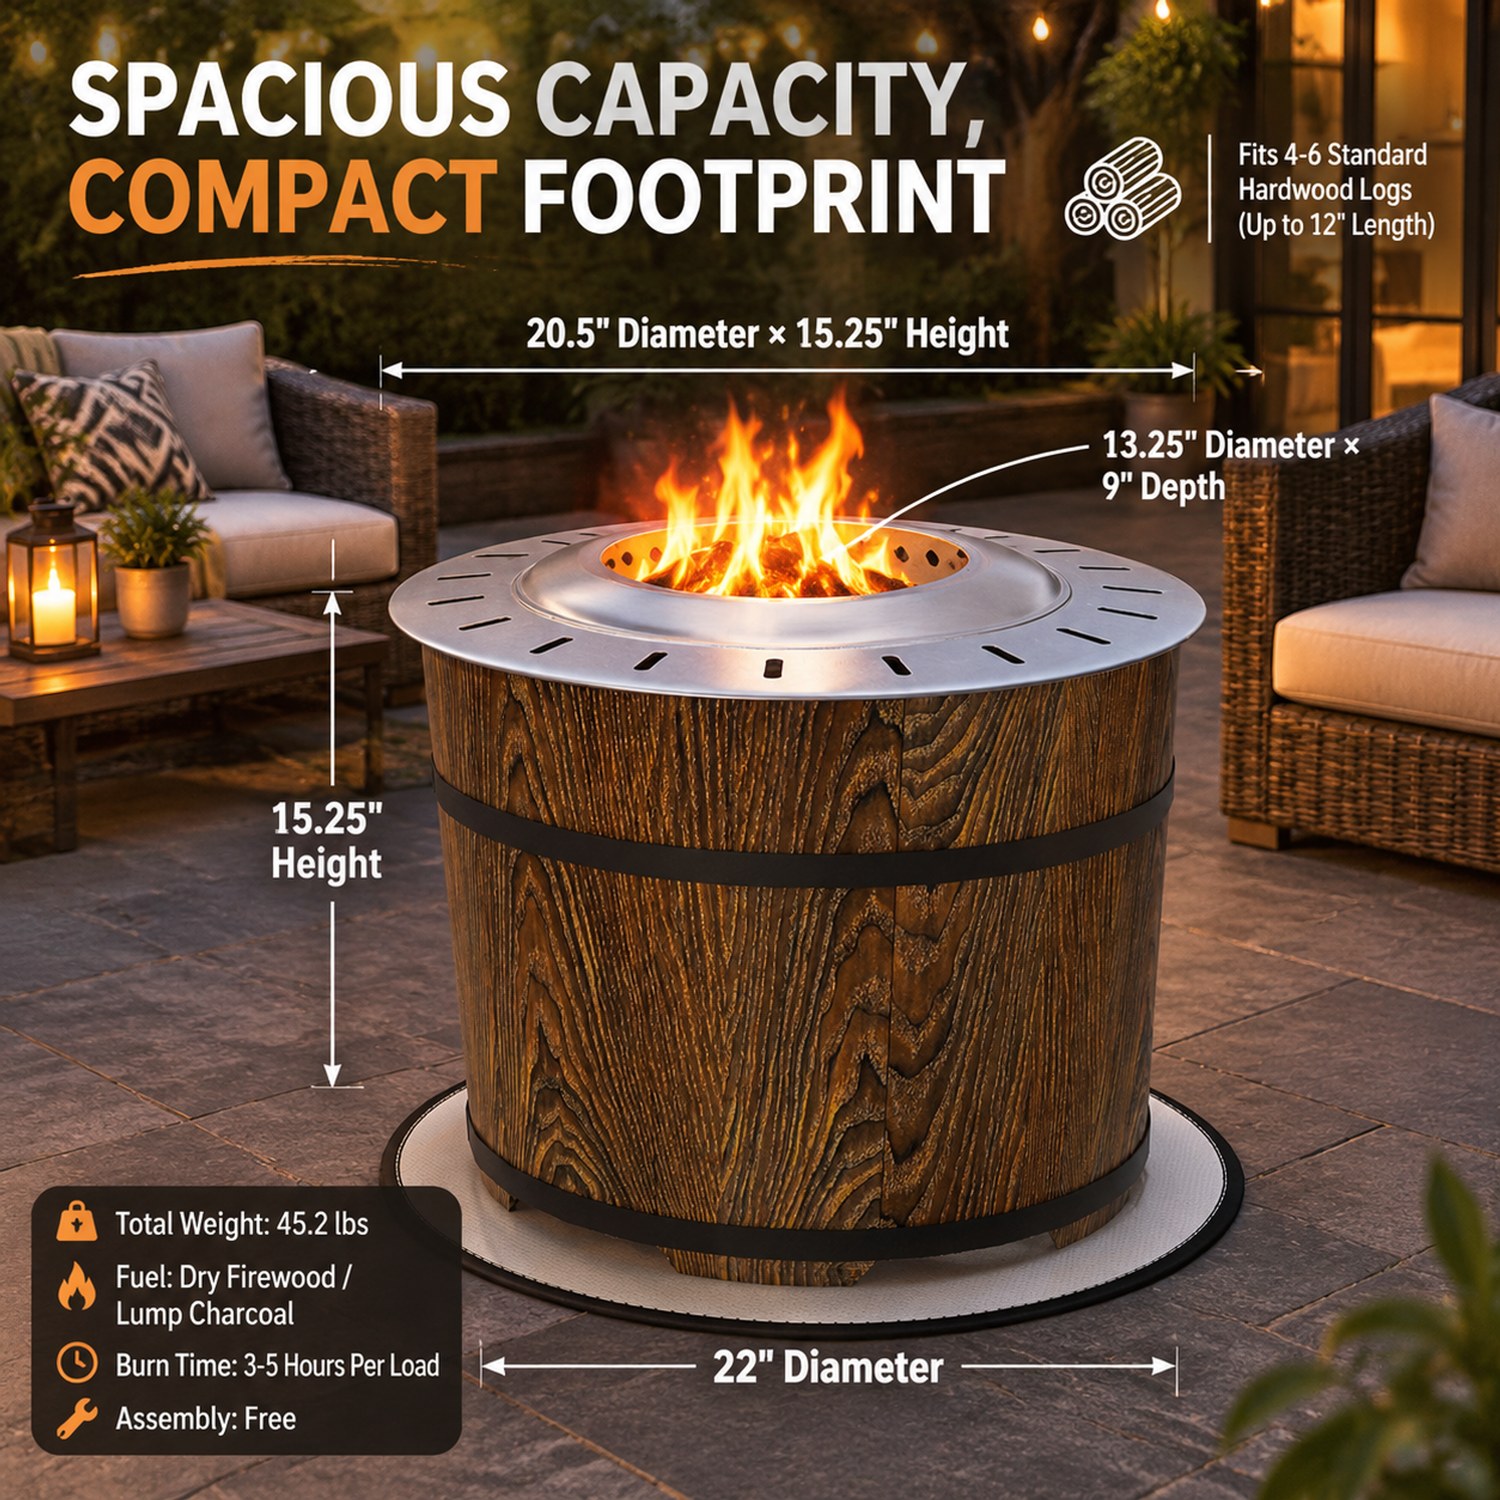 SPACIOUS CAPACITY,
COMPACT FOOTPRINT
Fits 4-6 Standard
Hardwood Logs
(Up to 12" Length)
20.5" Diameter × 15.25" Height
13.25" Diameter ×
9" Depth
15.25"
Height
Total Weight: 45.2 lbs
Fuel: Dry Firewood /
Lump Charcoal
Burn Time: 3-5 Hours Per Load
Assembly: Free
22" Diameter